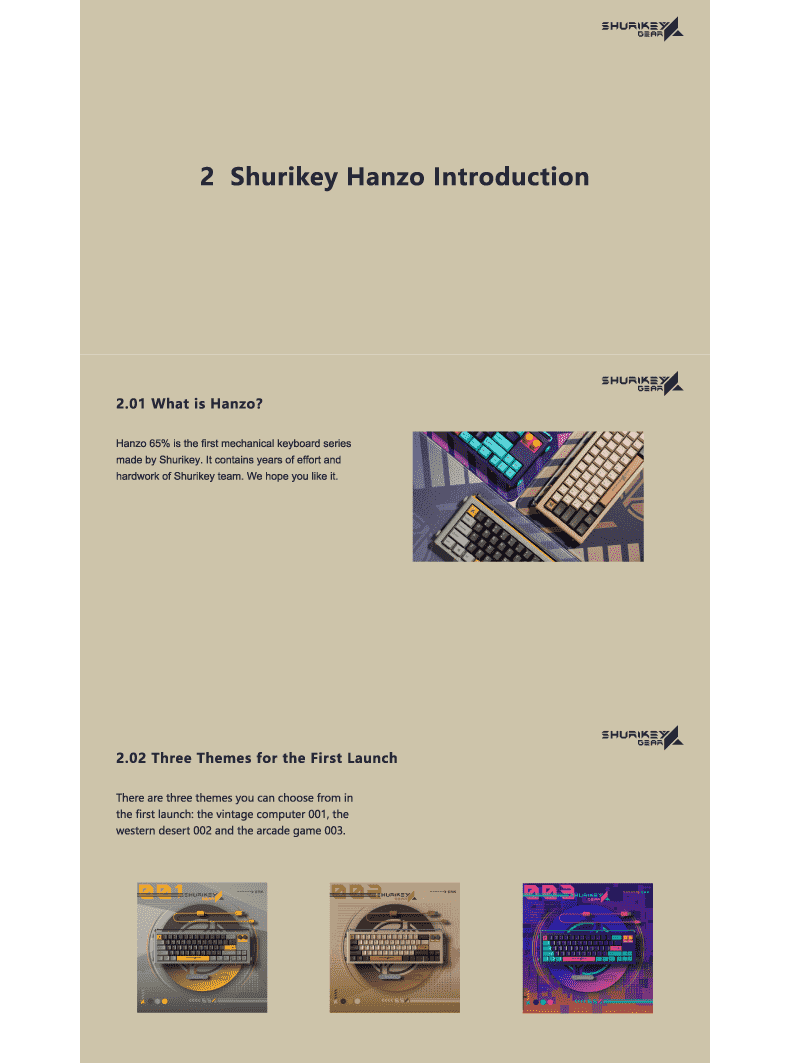 SHURIKEY
GEAR
2 Shurikey Hanzo Introduction
SHURIKEY
GEAR
2.01 What is Hanzo?
Hanzo 65% is the first mechanical keyboard series
made by Shurikey. It contains years of effort and
hardwork of Shurikey team. We hope you like it.
SHURIKEY
GEAR
2.02 Three Themes for the First Launch
There are three themes you can choose from in
the first launch: the vintage computer 001, the
western desert 002 and the arcade game 003.
001 SHURIKEY
GEAR
002 SHURIKEY
GEAR
003 SHURIKEY
GEAR